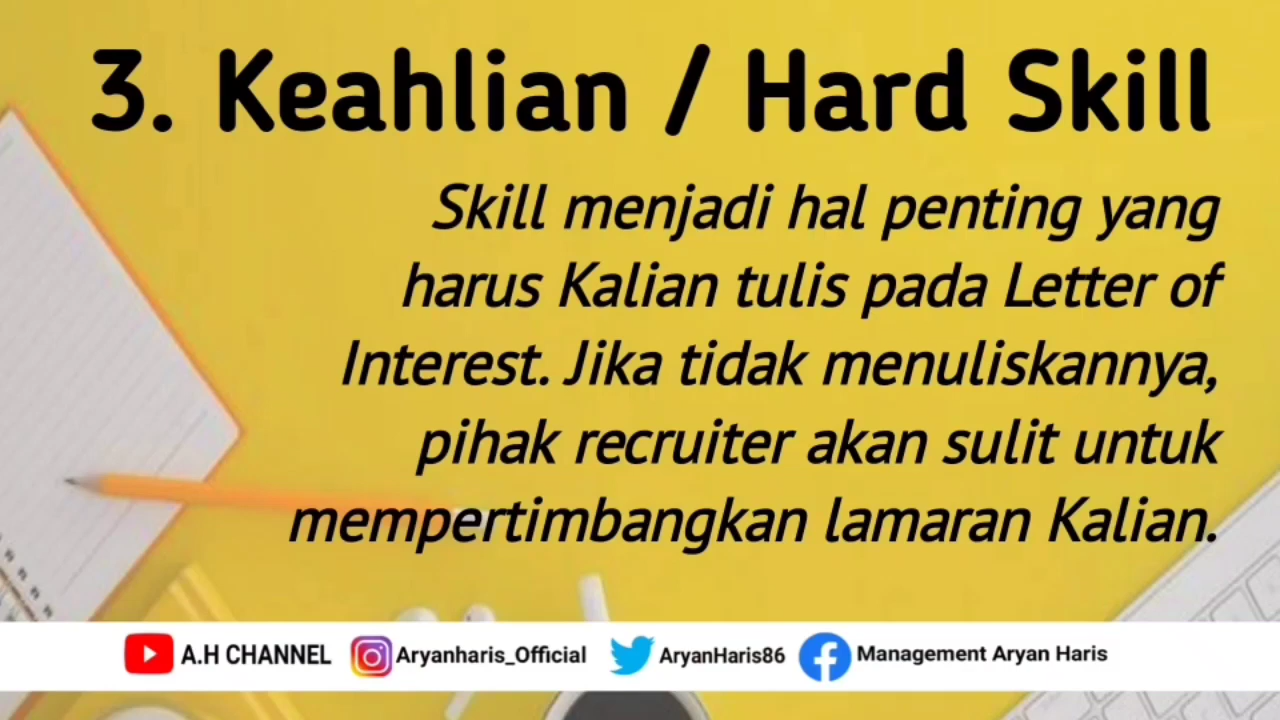 3. Keahlian / Hard Skill
Skill menjadi hal penting yang
harus Kalian tulis pada Letter of
Interest. Jika tidak menuliskannya,
pihak recruiter akan sulit untuk
mempertimbangkan lamaran Kalian.
A.H CHANNEL Aryanharis_Official AryanHaris86 Management Aryan Haris